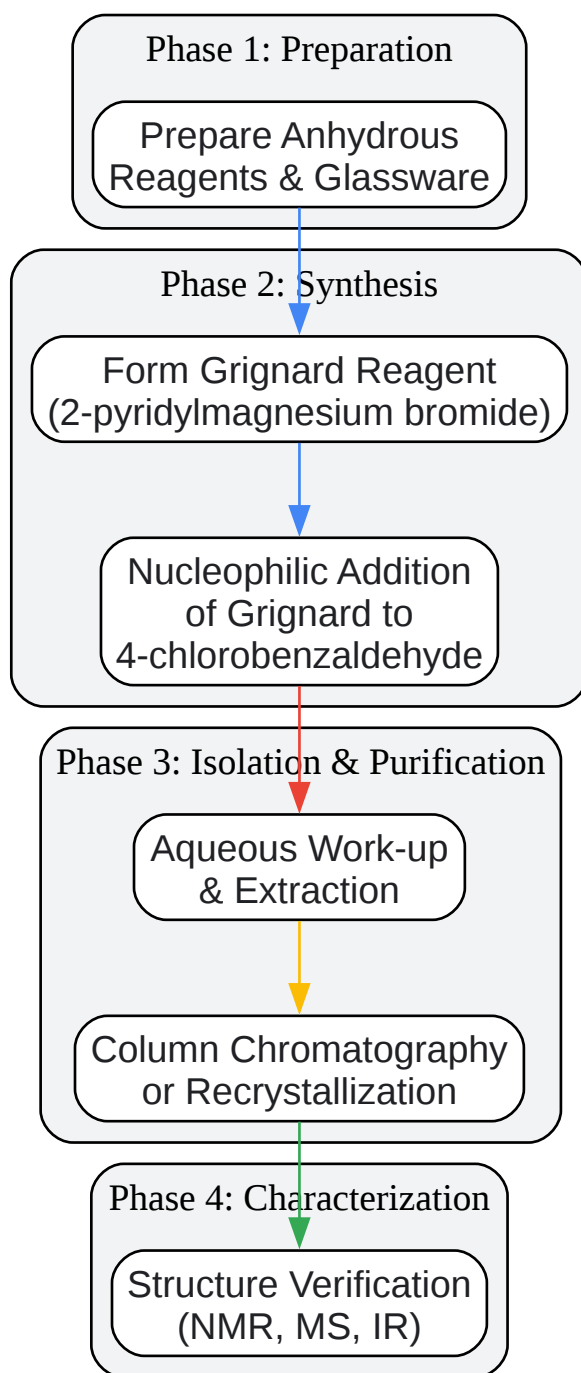 Phase 1: Preparation
Prepare Anhydrous
Reagents & Glassware
Phase 2: Synthesis
Form Grignard Reagent
(2-pyridylmagnesium bromide)
Nucleophilic Addition
of Grignard to
4-chlorobenzaldehyde
Phase 3: Isolation & Purification
Aqueous Work-up
& Extraction
Column Chromatography
or Recrystallization
Phase 4: Characterization
Structure Verification
(NMR, MS, IR)